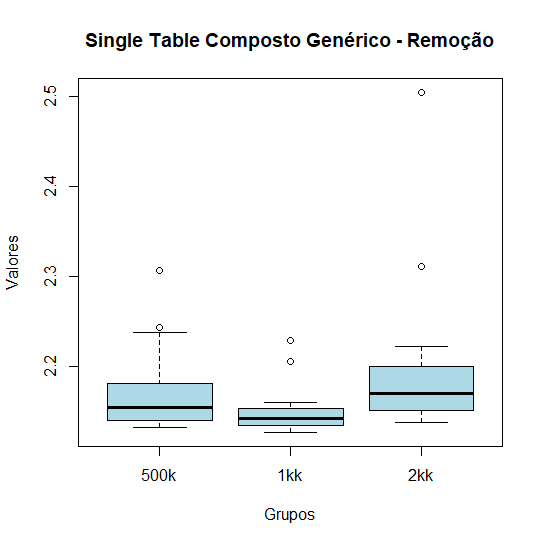 Single Table Composto Genérico - Remoção
Valores
2.5
2.4
2.3
2.2
500k
1kk
2kk
Grupos